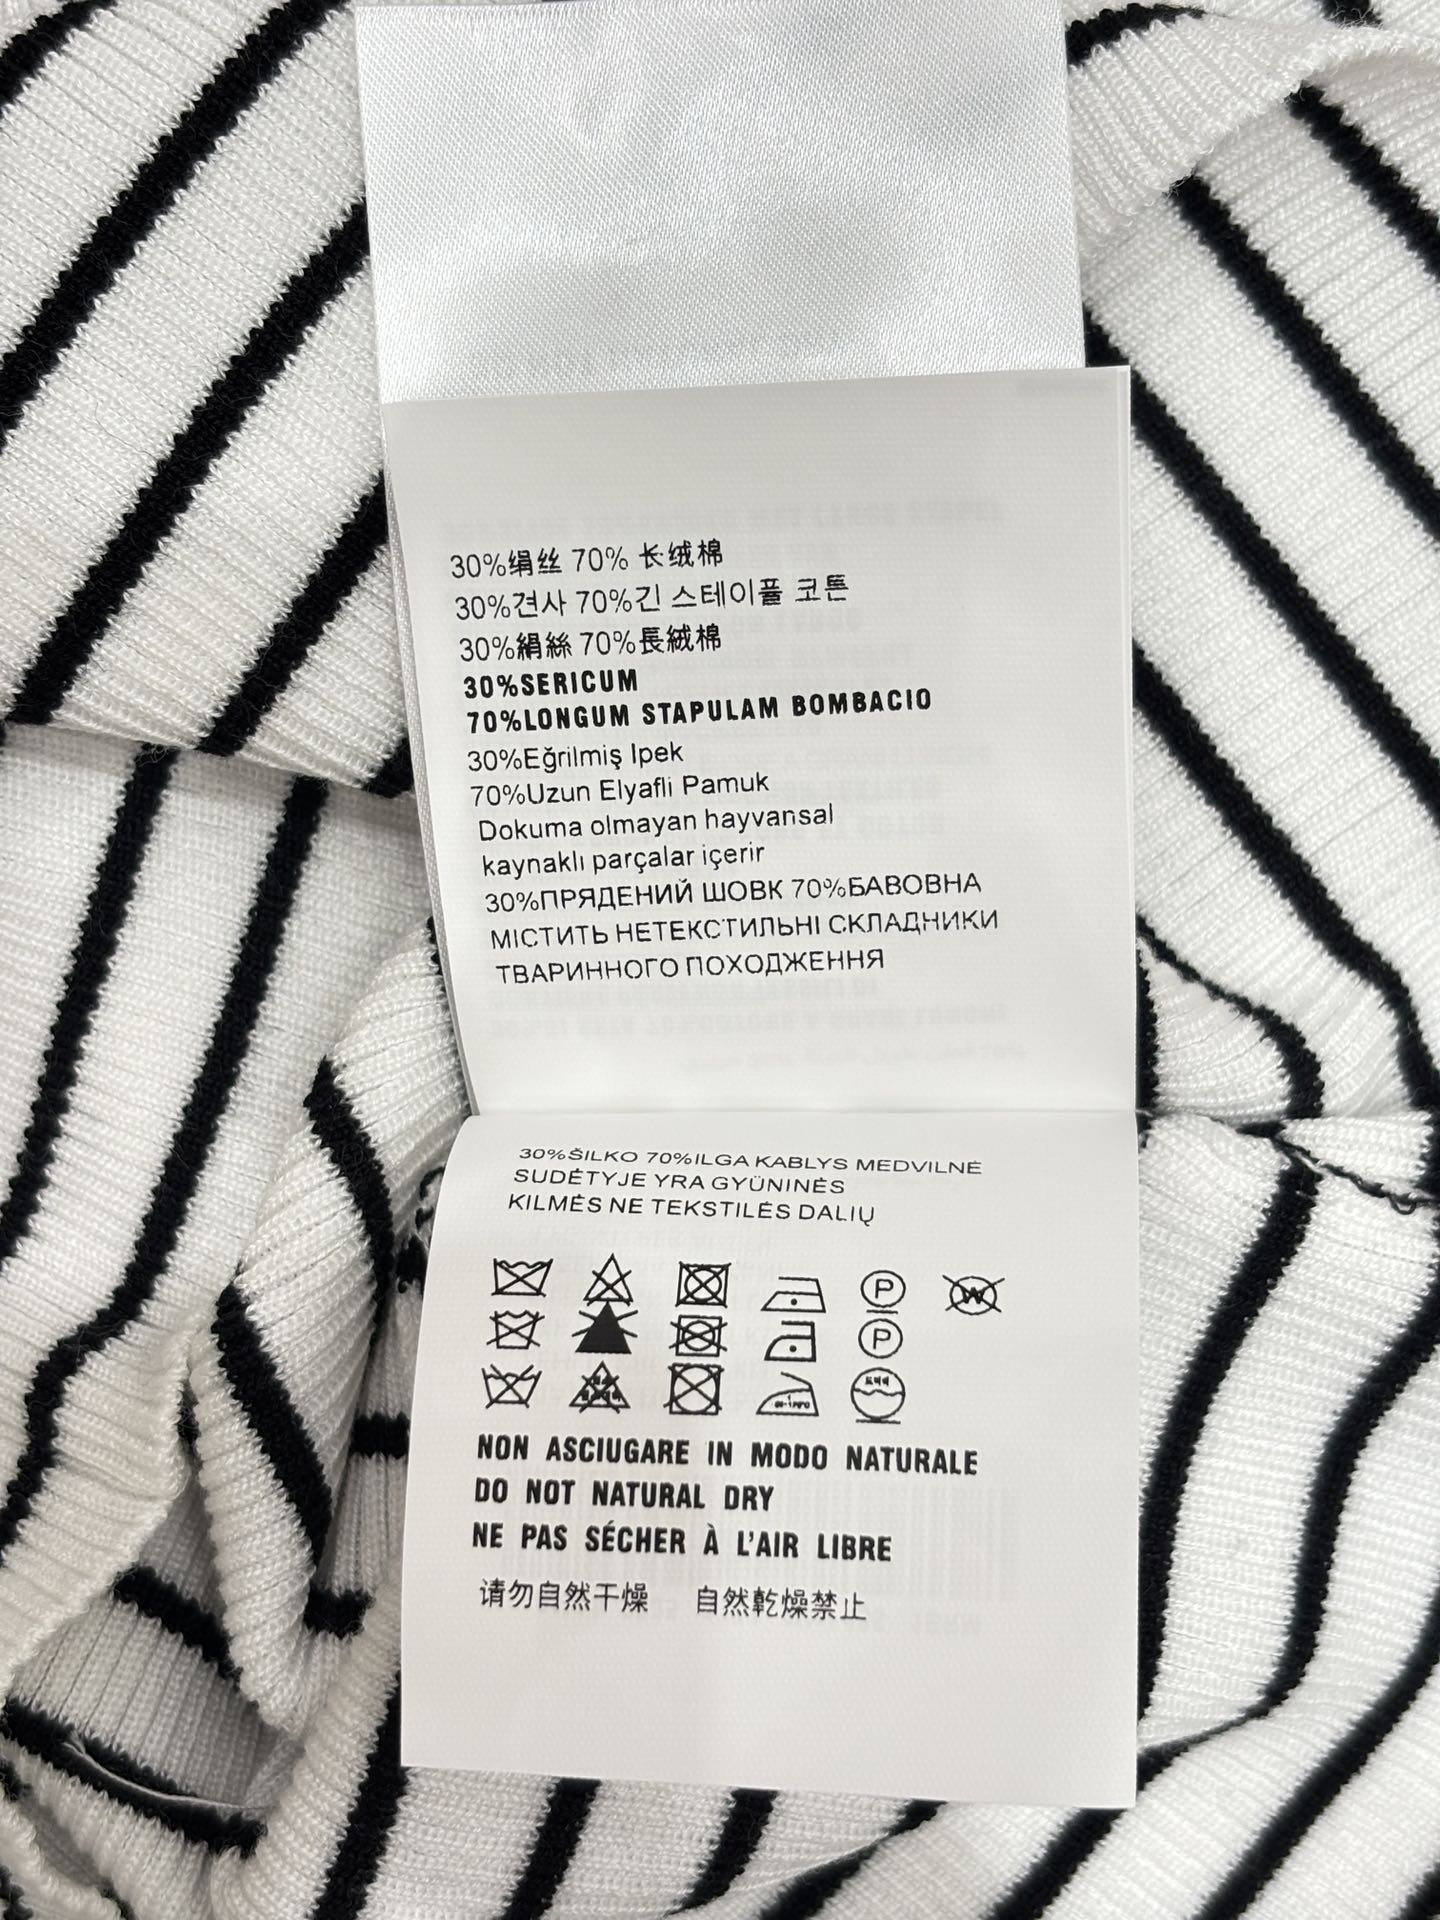 30%绢丝 70% 长绒棉
30%견사 70%긴 스테이플 코튼
30%絹絲 70%長絨棉
30%SERICUM
70%LONGUM STAPULAM BOMBACIO
30%Eğrilmiş Ipek
70%Uzun Elyafli Pamuk
Dokuma olmayan hayvansal
kaynaklı parçalar içerir
30%ПРЯДЕНИЙ ШОВК 70%БАВОВНА
МІСТИТЬ НЕТЕКСТИЛЬНІ СКЛАДНИКИ
ТВАРИННОГО ПОХОДЖЕННЯ
30%ŠILKO 70%ILGA KABLYS MEDVILNĖ
SUDĖTYJE YRA GYŪNINĖS
KILMĖS NE TEKSTILĖS DALIŲ
P W
P
NON ASCIUGARE IN MODO NATURALE
DO NOT NATURAL DRY
NE PAS SÉCHER À L'AIR LIBRE
请勿自然干燥 自然乾燥禁止